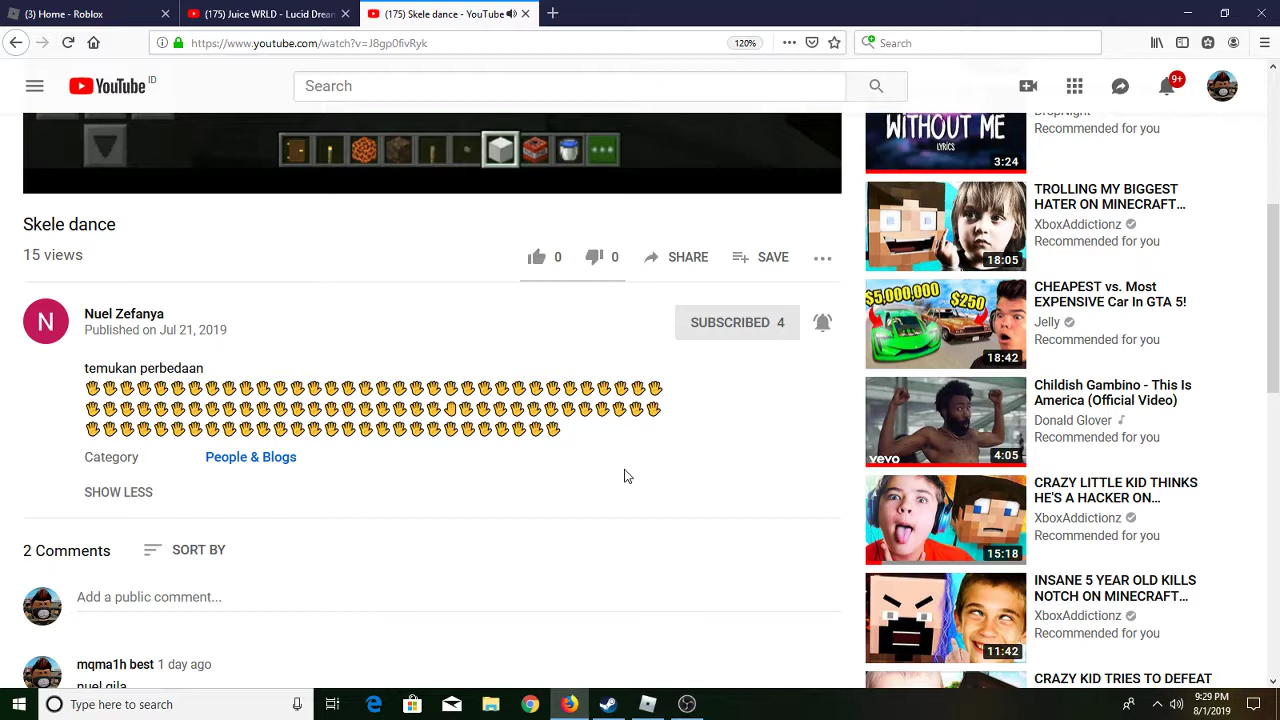 (3) Home - Roblox
(175) Juice WRLD - Lucid Drean
(175) Skele dance - YouTube
https://www.youtube.com/watch?v=J8gp0fivRyk
120%
Search
YouTube ID
Search
9+
Skele dance
15 views
0
0
SHARE
SAVE
N
Nuel Zefanya
Published on Jul 21, 2019
SUBSCRIBED 4
temukan perbedaan
Category
People & Blogs
SHOW LESS
2 Comments
SORT BY
Add a public comment...
mqma1h best 1 day ago
nuel gila
WITHOUT ME
LYRICS
3:24
DropNight
Recommended for you
TROLLING MY BIGGEST
HATER ON MINECRAFT...
XboxAddictionz
Recommended for you
18:05
$5,000,000
$250
18:42
CHEAPEST vs. Most
EXPENSIVE Car In GTA 5!
Jelly
Recommended for you
vevo
4:05
Childish Gambino - This Is
America (Official Video)
Donald Glover
Recommended for you
15:18
CRAZY LITTLE KID THINKS
HE'S A HACKER ON...
XboxAddictionz
Recommended for you
11:42
INSANE 5 YEAR OLD KILLS
NOTCH ON MINECRAFT...
XboxAddictionz
Recommended for you
CRAZY KID TRIES TO DEFEAT
Type here to search
9:29 PM
8/1/2019